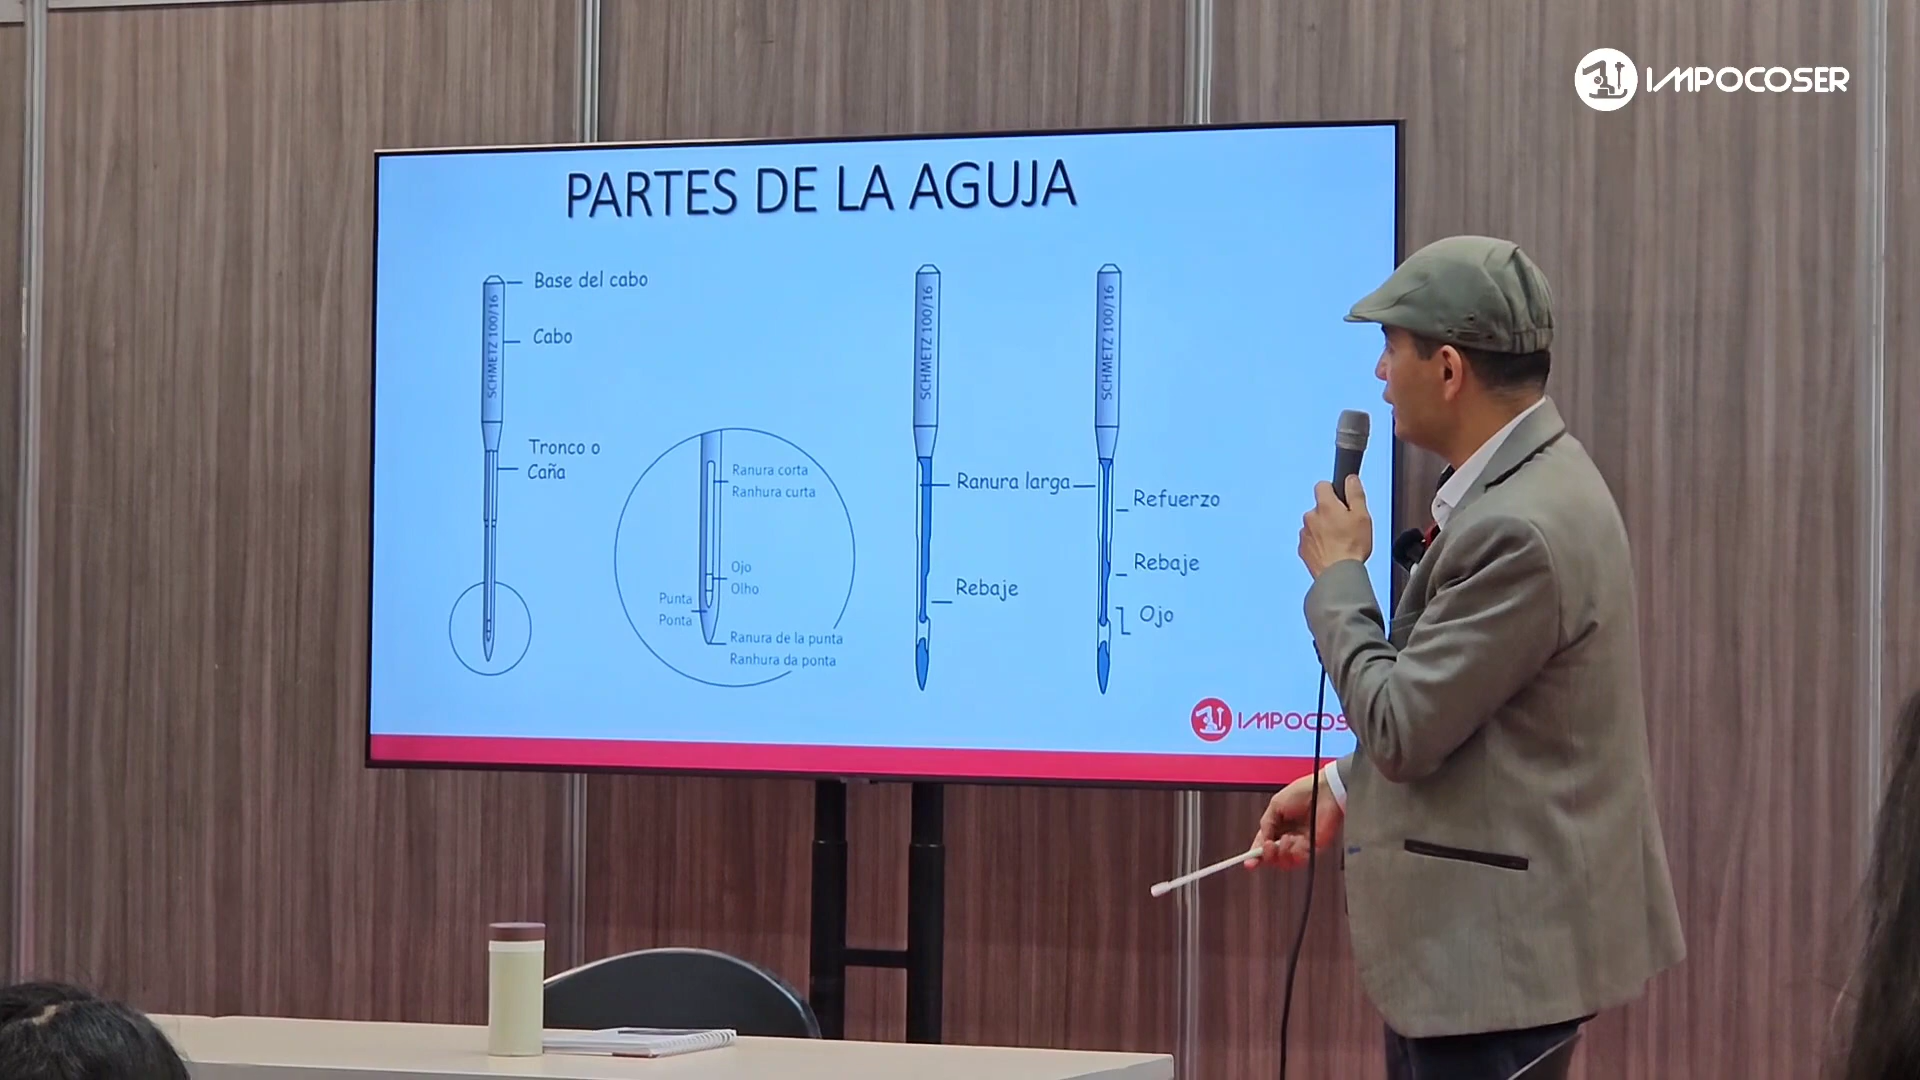 IMPOCOSER
PARTES DE LA AGUJA
Base del cabo
Cabo
SCHMETZ 100/16
Tronco o
Caña
Ranura corta
Ranhura curta
Ojo
Olho
Punta
Ponta
Ranura de la punta
Ranhura da ponta
SCHMETZ 100/16
SCHMETZ 100/16
Ranura larga
Refuerzo
Rebaje
Rebaje
Ojo
IMPOCOS